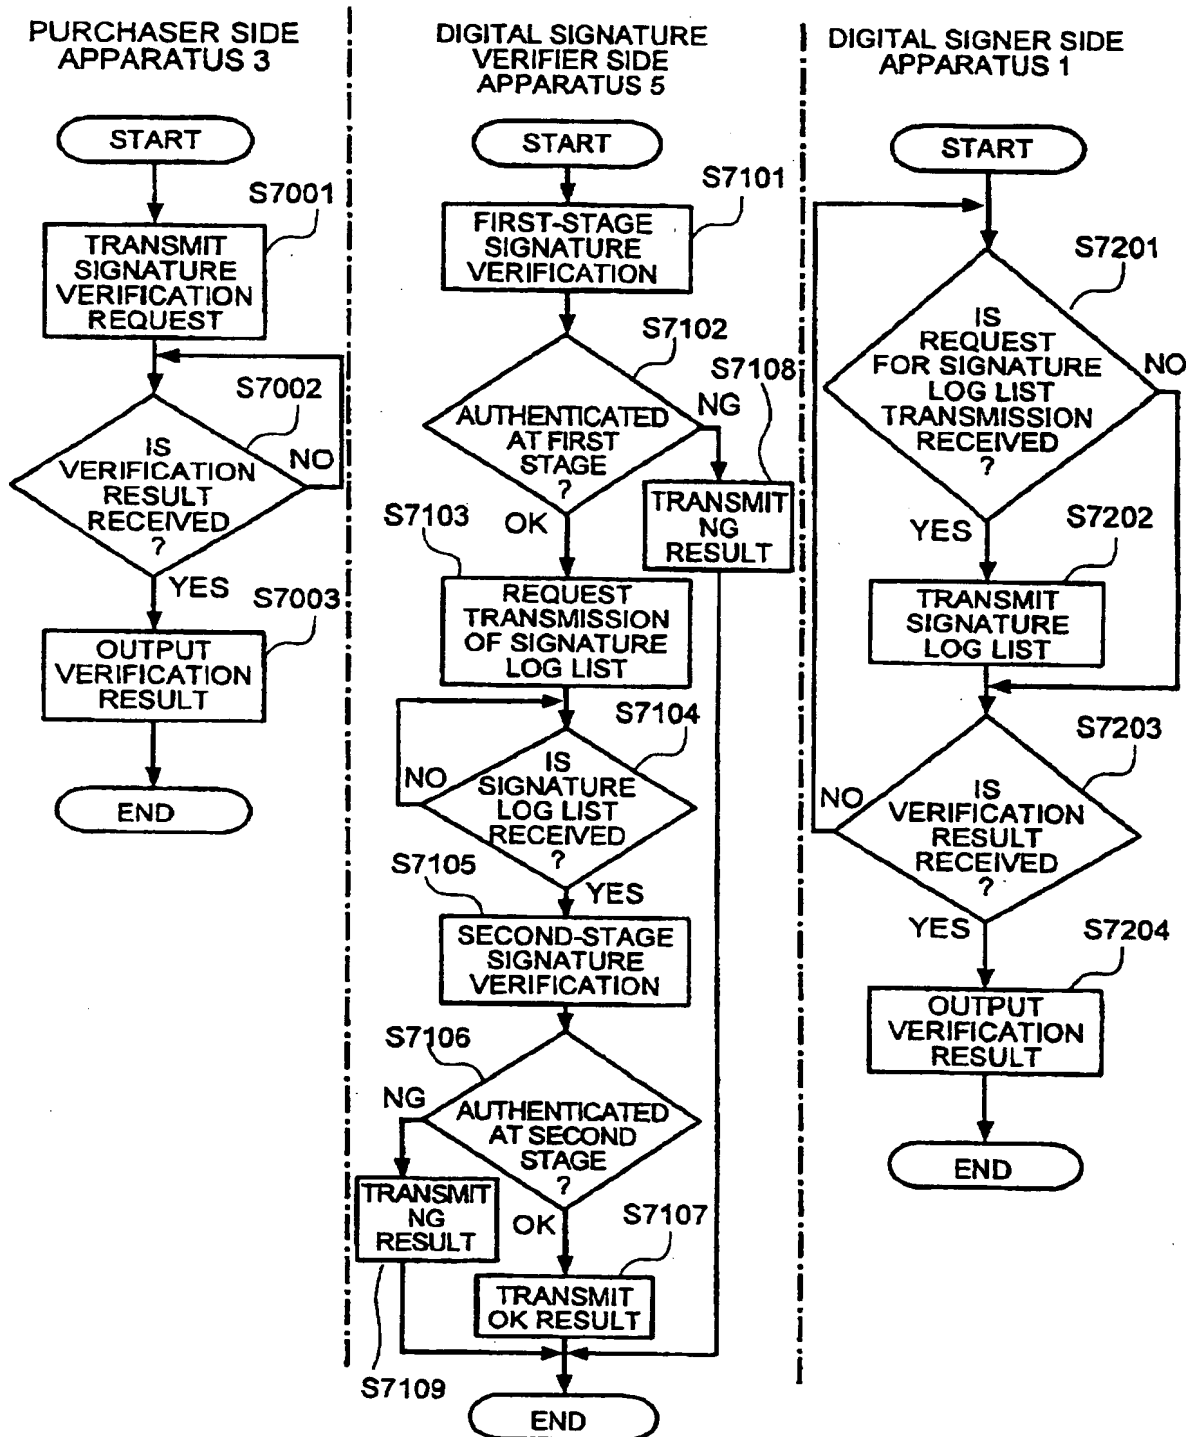 PURCHASER SIDE
APPARATUS 3
START
S7001
TRANSMIT
SIGNATURE
VERIFICATION
REQUEST
S7002
IS
VERIFICATION
RESULT
RECEIVED
?
NO
YES
S7003
OUTPUT
VERIFICATION
RESULT
END
DIGITAL SIGNATURE
VERIFIER SIDE
APPARATUS 5
START
S7101
FIRST-STAGE
SIGNATURE
VERIFICATION
S7102
AUTHENTICATED
AT FIRST
STAGE
?
NG
S7108
TRANSMIT
NG
RESULT
OK
S7103
REQUEST
TRANSMISSION
OF SIGNATURE
LOG LIST
S7104
IS
SIGNATURE
LOG LIST
RECEIVED
?
NO
YES
S7105
SECOND-STAGE
SIGNATURE
VERIFICATION
S7106
AUTHENTICATED
AT SECOND
STAGE
?
NG
TRANSMIT
NG
RESULT
S7109
OK
S7107
TRANSMIT
OK RESULT
END
DIGITAL SIGNER SIDE
APPARATUS 1
START
S7201
IS
REQUEST
FOR SIGNATURE
LOG LIST
TRANSMISSION
RECEIVED
?
NO
YES
S7202
TRANSMIT
SIGNATURE
LOG LIST
S7203
IS
VERIFICATION
RESULT
RECEIVED
?
NO
YES
S7204
OUTPUT
VERIFICATION
RESULT
END